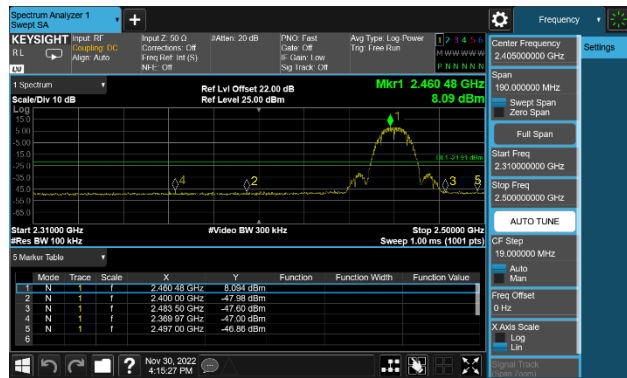 Spectrum Analyzer 1
Swept SA
+
Frequency
KEYSIGHT
RL
LXI
Input: RF
Coupling: DC
Align: Auto
Input Z: 50 Ω
Corrections: Off
Freq Ref: Int (S)
NFE: Off
#Atten: 20 dB
PNO: Fast
Gate: Off
IF Gain: Low
Sig Track: Off
Avg Type: Log-Power
Trig: Free Run
1 2 3 4 5 6
M W W W W W
P N N N N N
1 Spectrum
Scale/Div 10 dB
Ref Lvl Offset 22.00 dB
Ref Level 25.00 dBm
Mkr1 2.460 48 GHz
8.09 dBm
Log
15.0
5.00
-5.00
-15.0
-25.0
-35.0
-45.0
-55.0
-65.0
1
DL1 -21.91 dBm
4
2
3
5
Start 2.31000 GHz
#Res BW 100 kHz
#Video BW 300 kHz
Stop 2.50000 GHz
Sweep 1.00 ms (1001 pts)
5 Marker Table
Mode Trace Scale X Y Function Function Width Function Value
1 N 1 f 2.460 48 GHz 8.094 dBm
2 N 1 f 2.400 00 GHz -47.98 dBm
3 N 1 f 2.483 50 GHz -47.60 dBm
4 N 1 f 2.369 97 GHz -47.00 dBm
5 N 1 f 2.497 00 GHz -46.86 dBm
6
?
Nov 30, 2022
4:15:27 PM
Center Frequency
2.405000000 GHz
Settings
Span
190.000000 MHz
Swept Span
Zero Span
Full Span
Start Freq
2.310000000 GHz
Stop Freq
2.500000000 GHz
AUTO TUNE
CF Step
19.000000 MHz
Auto
Man
Freq Offset
0 Hz
X Axis Scale
Log
Lin
Signal Track
(Span Zoom)